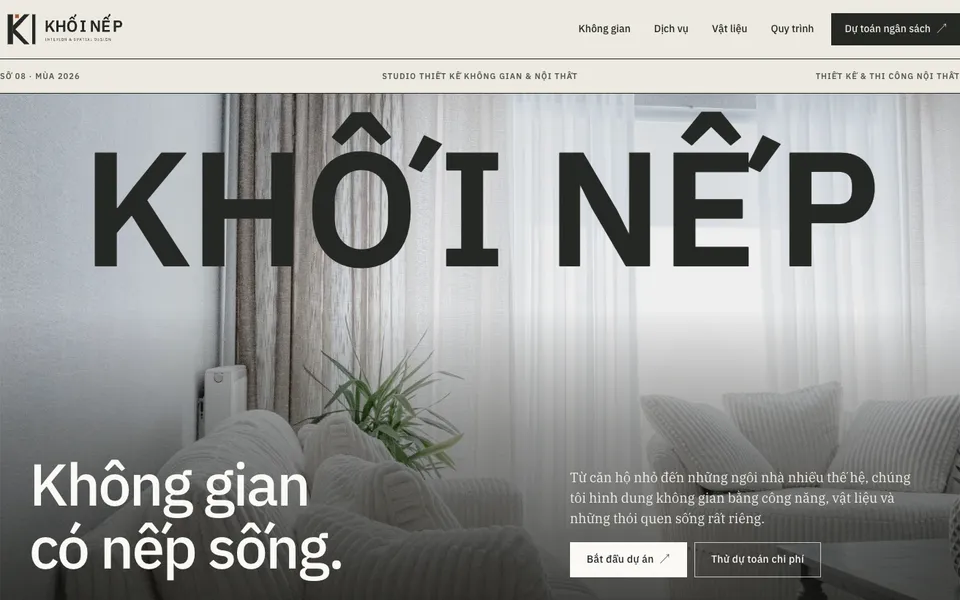 KHỐI NẾP
INTERIOR & SPATIAL DESIGN
Không gian
Dịch vụ
Vật liệu
Quy trình
Dự toán ngân sách ↗
SỐ 08 · MÙA 2026
STUDIO THIẾT KẾ KHÔNG GIAN & NỘI THẤT
THIẾT KẾ & THI CÔNG NỘI THẤT
KHỐI NẾP
Không gian
có nếp sống.
Từ căn hộ nhỏ đến những ngôi nhà nhiều thế hệ, chúng
tôi hình dung không gian bằng công năng, vật liệu và
những thói quen sống rất riêng.
Bắt đầu dự án ↗
Thử dự toán chi phí